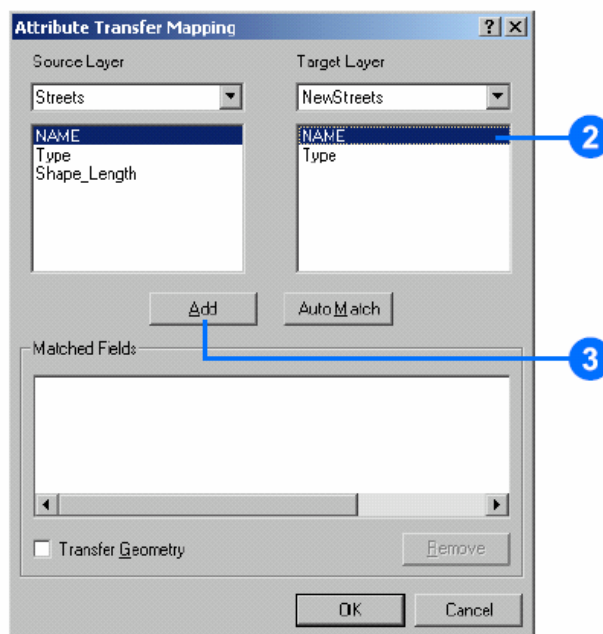 Attribute Transfer Mapping
Source Layer
Target Layer
Streets
NewStreets
NAME
Type
Shape_Length
NAME
Type
2
Add
Auto Match
3
Matched Fields
Transfer Geometry
Remove
OK
Cancel